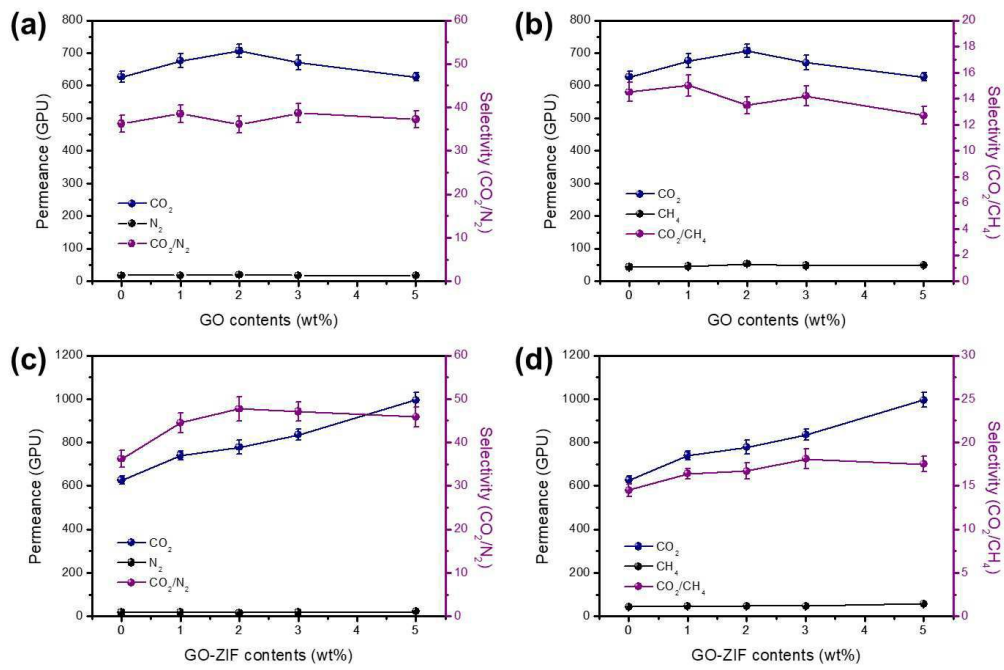 (a)
800
700
600
500
400
300
200
100
0
Permeance (GPU)
60
50
40
30
20
10
0
Selectivity (CO₂/N₂)
CO₂
N₂
CO₂/N₂
0 1 2 3 4 5
GO contents (wt%)
(b)
800
700
600
500
400
300
200
100
0
Permeance (GPU)
20
18
16
14
12
10
8
6
4
2
0
Selectivity (CO₂/CH₄)
CO₂
CH₄
CO₂/CH₄
0 1 2 3 4 5
GO contents (wt%)
(c)
1200
1000
800
600
400
200
0
Permeance (GPU)
60
50
40
30
20
10
0
Selectivity (CO₂/N₂)
CO₂
N₂
CO₂/N₂
0 1 2 3 4 5
GO-ZIF contents (wt%)
(d)
1200
1000
800
600
400
200
0
Permeance (GPU)
30
25
20
15
10
5
0
Selectivity (CO₂/CH₄)
CO₂
CH₄
CO₂/CH₄
0 1 2 3 4 5
GO-ZIF contents (wt%)